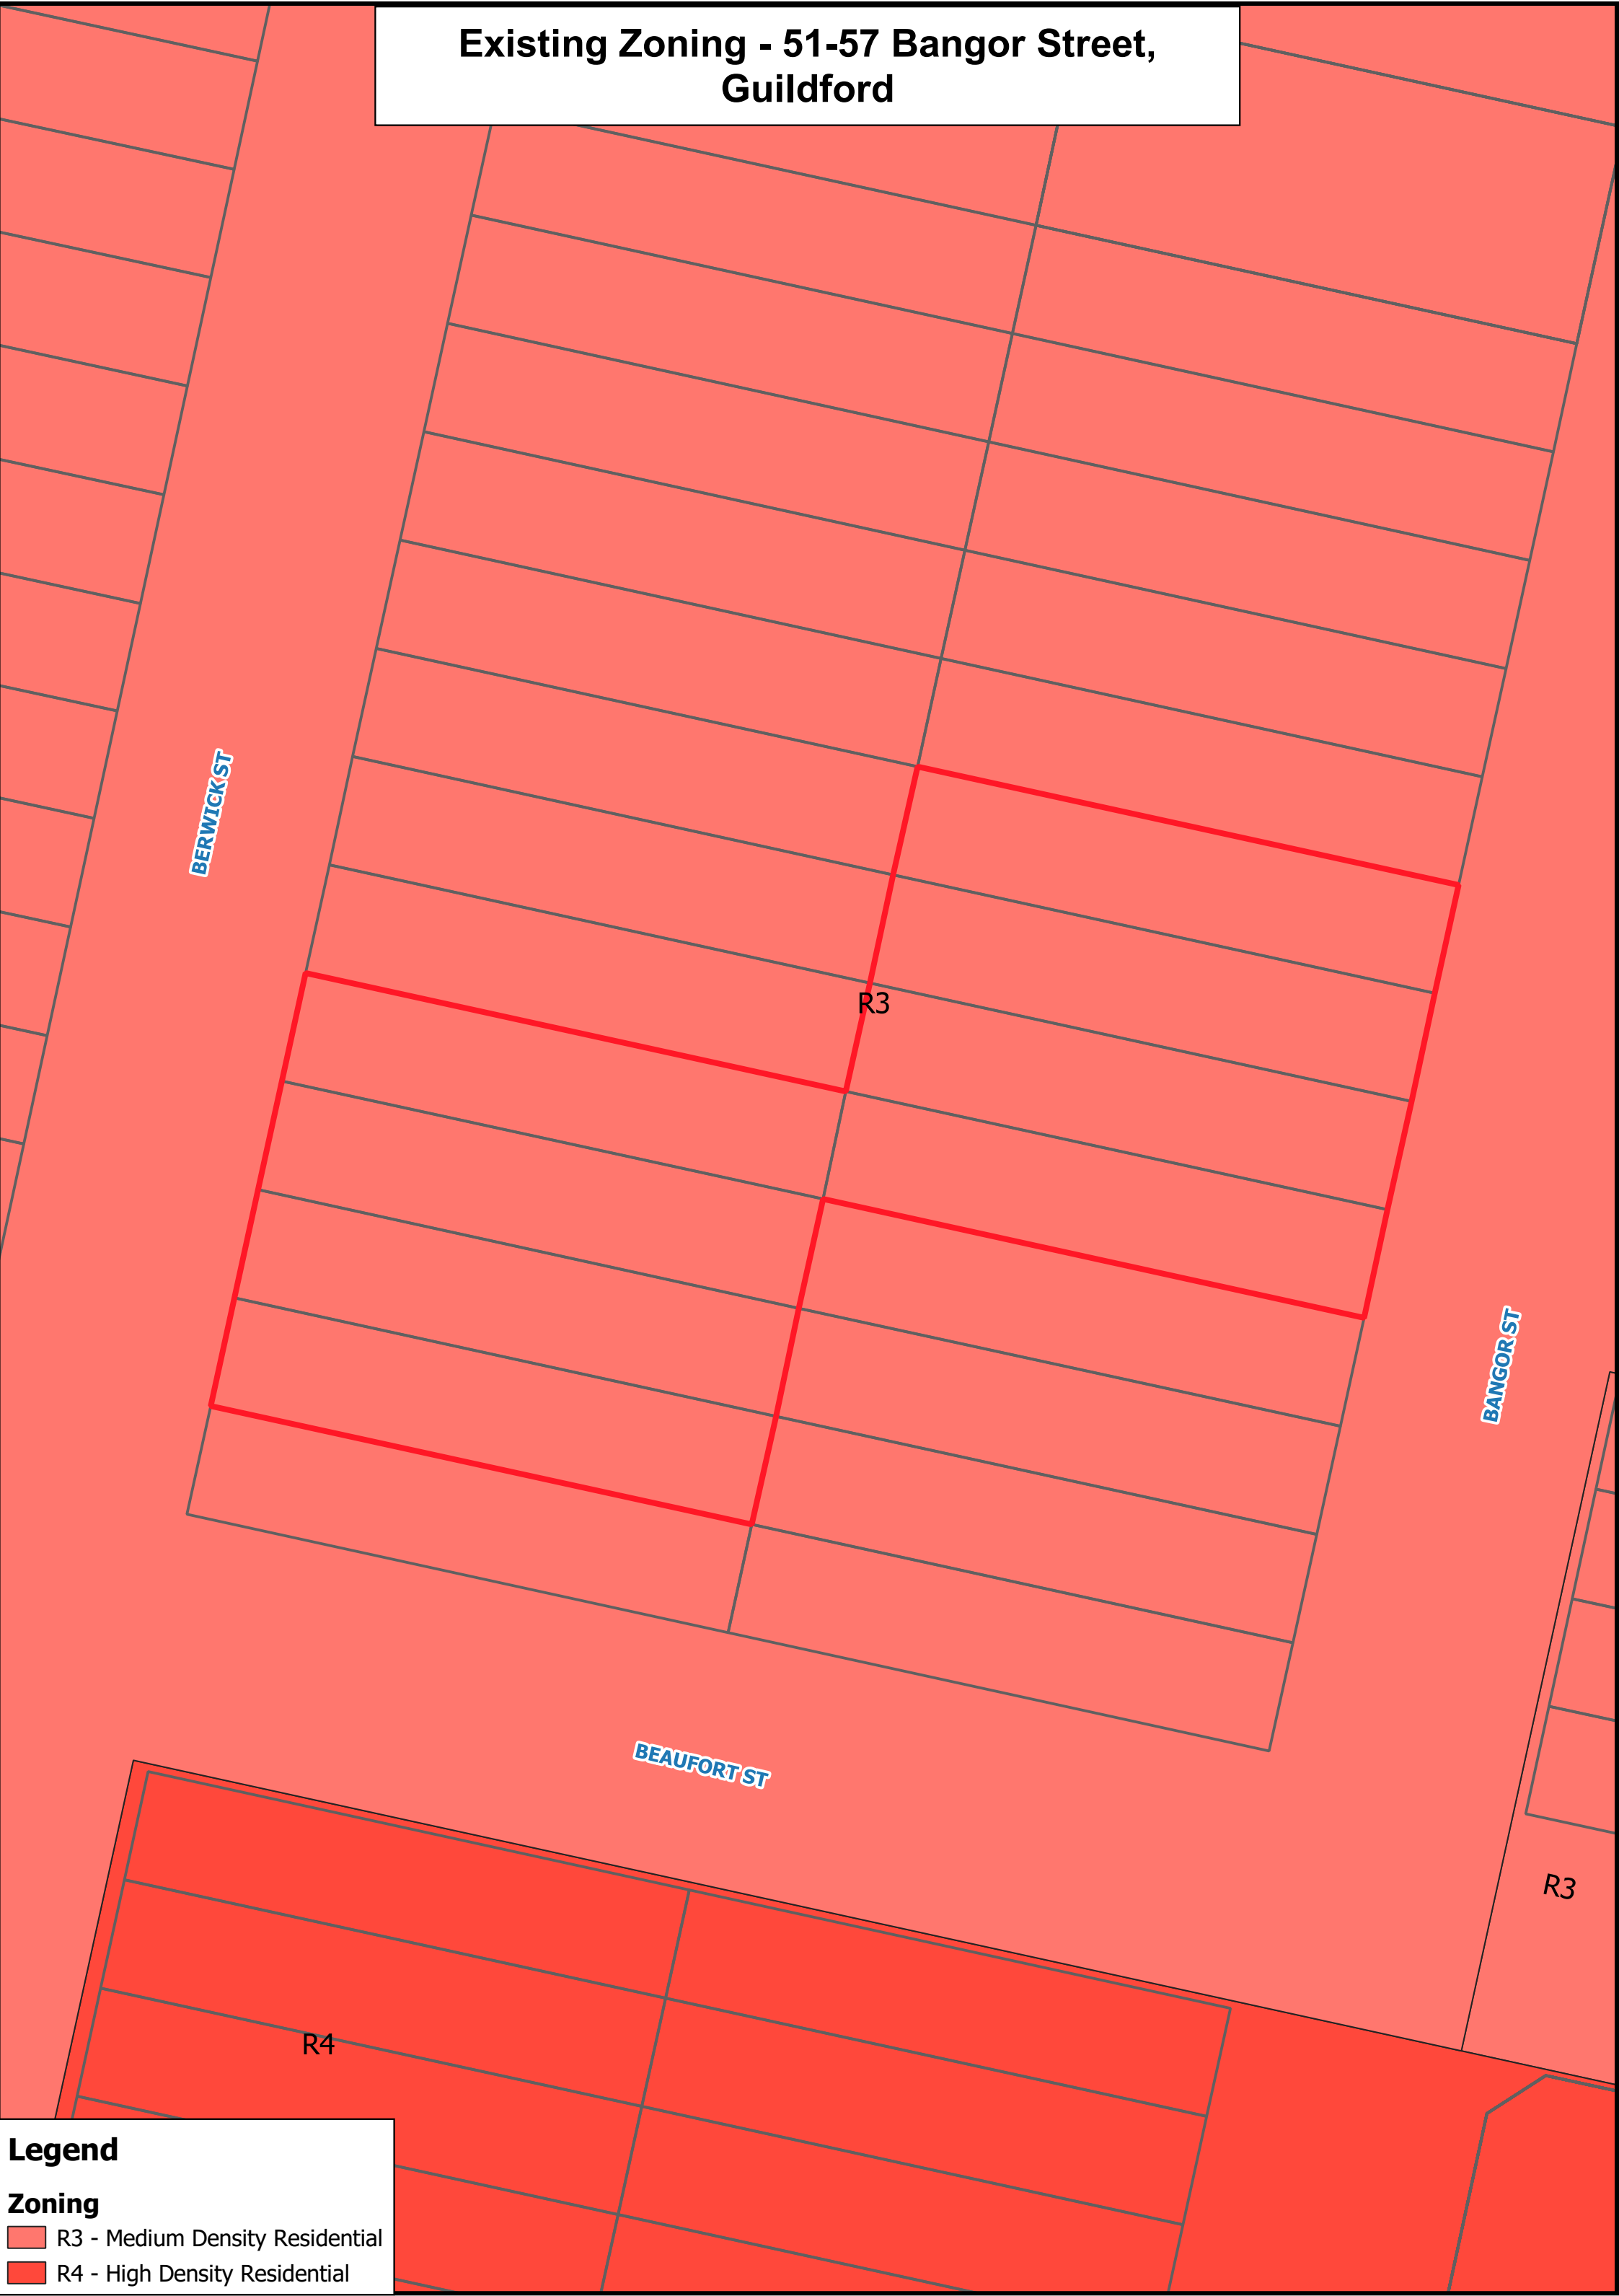 Existing Zoning - 51-57 Bangor Street,
Guildford
BERWICK ST
R3
BANGOR ST
BEAUFORT ST
R3
R4
Legend
Zoning
R3 - Medium Density Residential
R4 - High Density Residential